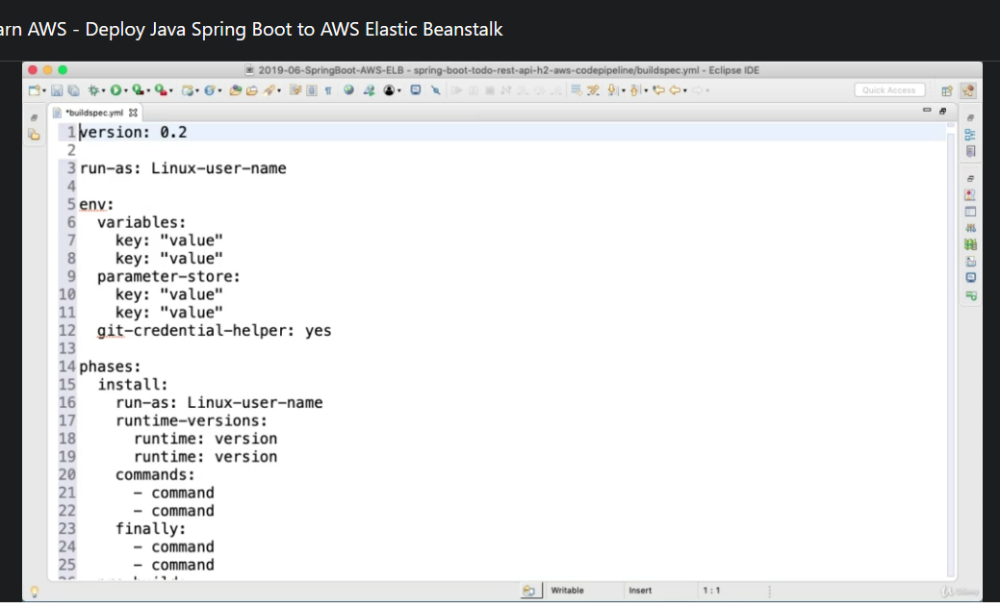 arn AWS - Deploy Java Spring Boot to AWS Elastic Beanstalk
2019-06-SpringBoot-AWS-ELB - spring-boot-todo-rest-api-h2-aws-codepipeline/buildspec.yml - Eclipse IDE
Quick Access
*buildspec.yml
1 version: 0.2
2
3 run-as: Linux-user-name
4
5 env:
6 variables:
7 key: "value"
8 key: "value"
9 parameter-store:
10 key: "value"
11 key: "value"
12 git-credential-helper: yes
13
14 phases:
15 install:
16 run-as: Linux-user-name
17 runtime-versions:
18 runtime: version
19 runtime: version
20 commands:
21 - command
22 - command
23 finally:
24 - command
25 - command
Writable Insert 1 : 1